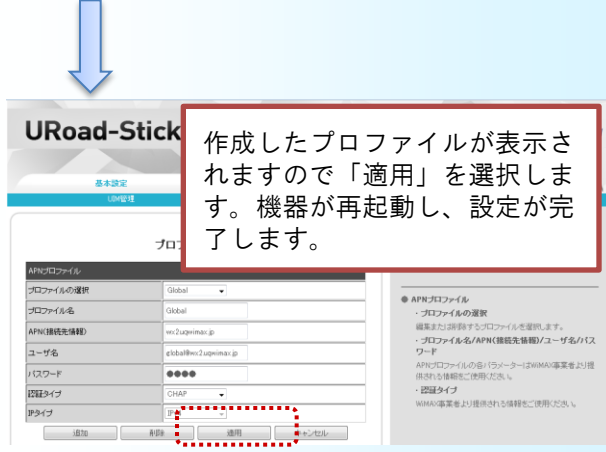 URoad-Stick
作成したプロファイルが表示さ
れますので「適用」を選択しま
す。機器が再起動し、設定が完
了します。
基本設定
UIM管理
プロ
APNプロファイル
プロファイルの選択 Global
プロファイル名 Global
APN(接続先情報) wx2.uqwimax.jp
ユーザ名 global@wx2.uqwimax.jp
パスワード ●●●●
認証タイプ CHAP
IPタイプ
追加 削除 適用 キャンセル
● APNプロファイル
・プロファイルの選択
編集または削除するプロファイルを選択します。
・プロファイル名/APN(接続先情報)/ユーザ名/パス
ワード
APNプロファイルの各パラメーターはWiMAX事業者より提
供される情報をご使用ください。
・認証タイプ
WiMAX事業者より提供される情報をご使用ください。